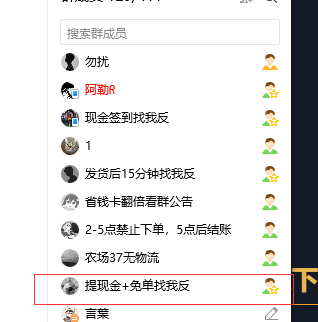 搜索群成员
勿扰
阿勒R
现金签到找我反
1
发货后15分钟找我反
省钱卡翻倍看群公告
2-5点禁止下单，5点后结账
农场37无物流
提现金+免单找我反
下
言葉